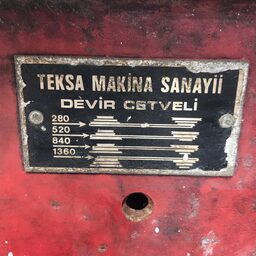 TEKSA MAKİNA SANAYİİ
DEVİR CETVELİ
280
520
840
1360